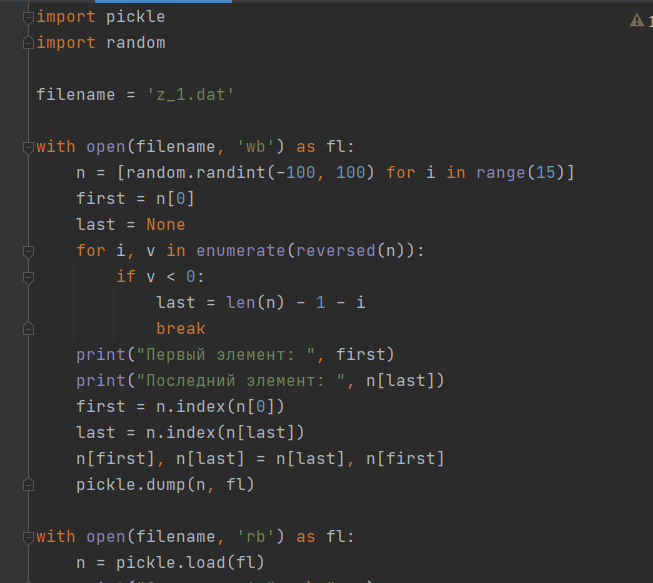 import pickle
import random
filename = 'z_1.dat'
with open(filename, 'wb') as fl:
    n = [random.randint(-100, 100) for i in range(15)]
    first = n[0]
    last = None
    for i, v in enumerate(reversed(n)):
        if v < 0:
            last = len(n) - 1 - i
            break
    print("Первый элемент: ", first)
    print("Последний элемент: ", n[last])
    first = n.index(n[0])
    last = n.index(n[last])
    n[first], n[last] = n[last], n[first]
    pickle.dump(n, fl)
with open(filename, 'rb') as fl:
    n = pickle.load(fl)